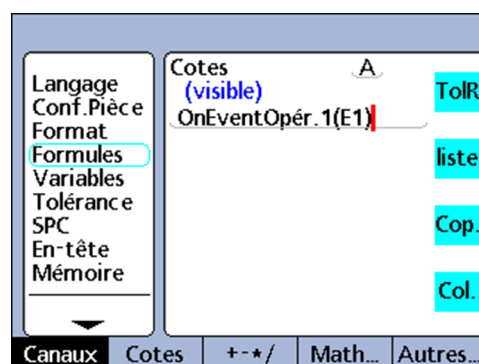 Langage
Conf.Pièce
Format
Formules
Variables
Tolérance
SPC
En-tête
Mémoire
Cotes A
(visible)
OnEventOpér.1(E1)
TolR
liste
Cop.
Col.
Canaux Cotes +-*/ Math... Autres...